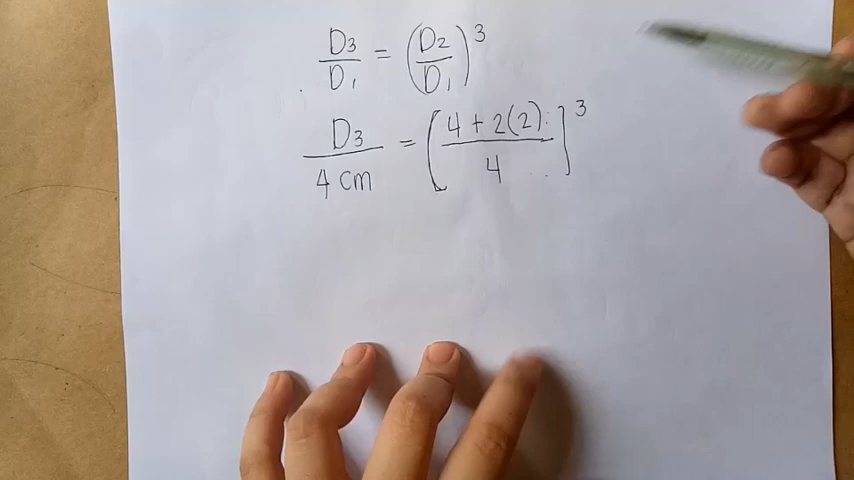 D3/D1 = (D2/D1)^3
D3/4 cm = [4 + 2(2)/4]^3